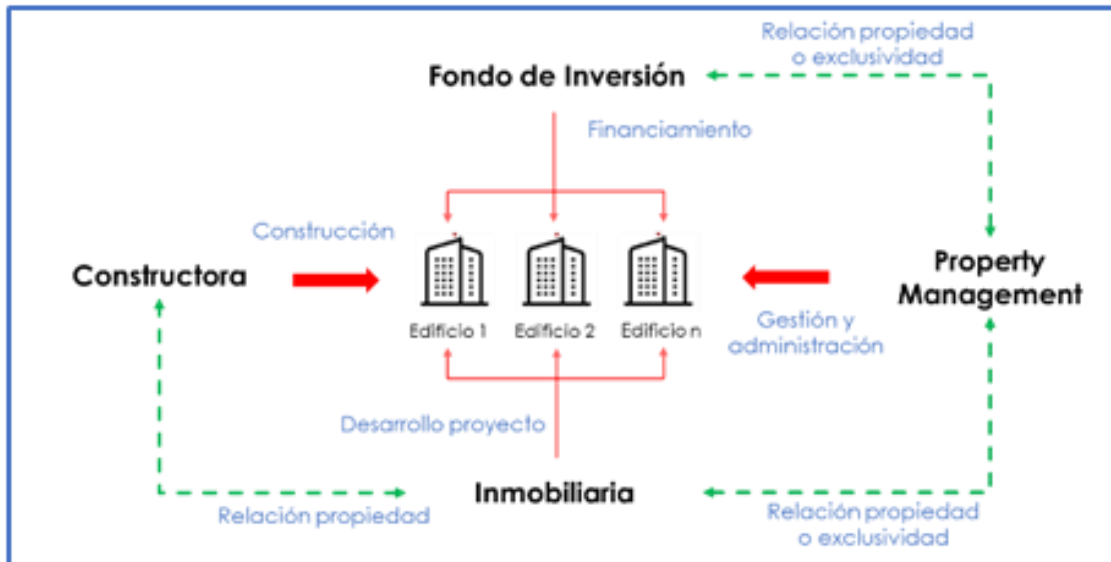 Relación propiedad
o exclusividad
Fondo de Inversión
Financiamiento
Construcción
Constructora
Property
Management
Edificio 1
Edificio 2
Edificio n
Gestión y
administración
Desarrollo proyecto
Inmobiliaria
Relación propiedad
Relación propiedad
o exclusividad